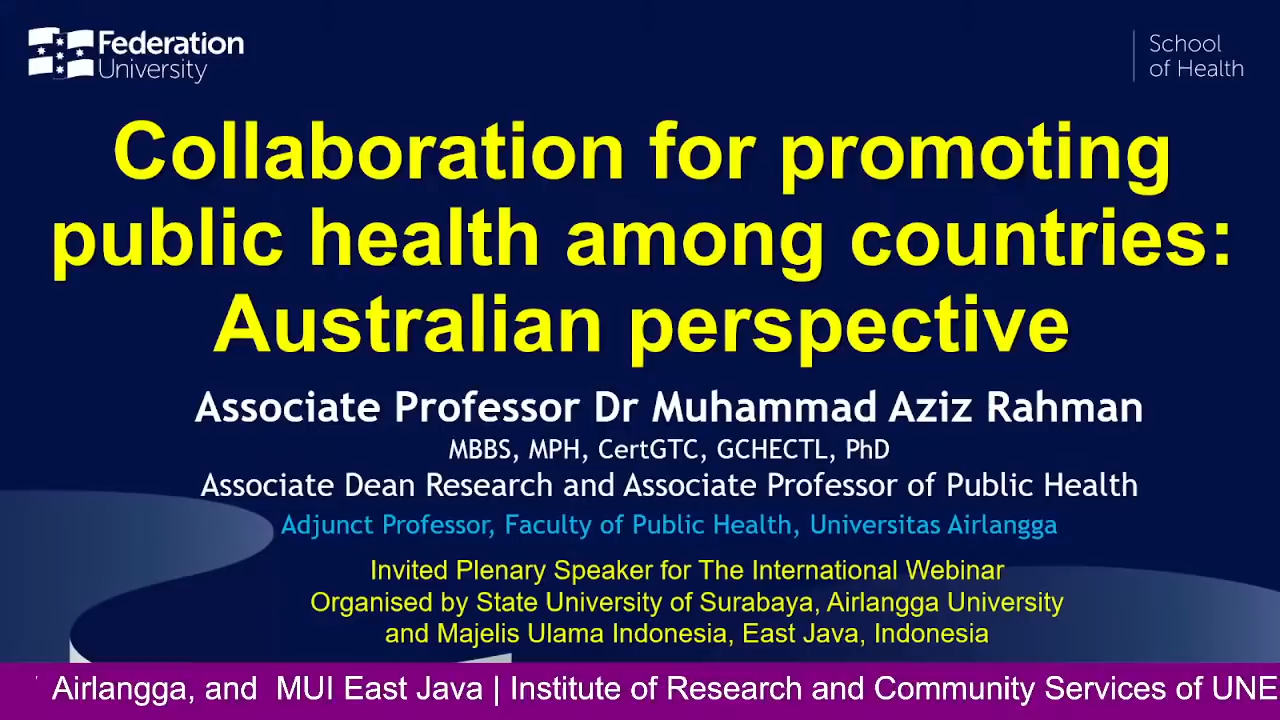 Federation
University
School
of Health
Collaboration for promoting
public health among countries:
Australian perspective
Associate Professor Dr Muhammad Aziz Rahman
MBBS, MPH, CertGTC, GCHECTL, PhD
Associate Dean Research and Associate Professor of Public Health
Adjunct Professor, Faculty of Public Health, Universitas Airlangga
Invited Plenary Speaker for The International Webinar
Organised by State University of Surabaya, Airlangga University
and Majelis Ulama Indonesia, East Java, Indonesia
Airlangga, and MUI East Java | Institute of Research and Community Services of UNE